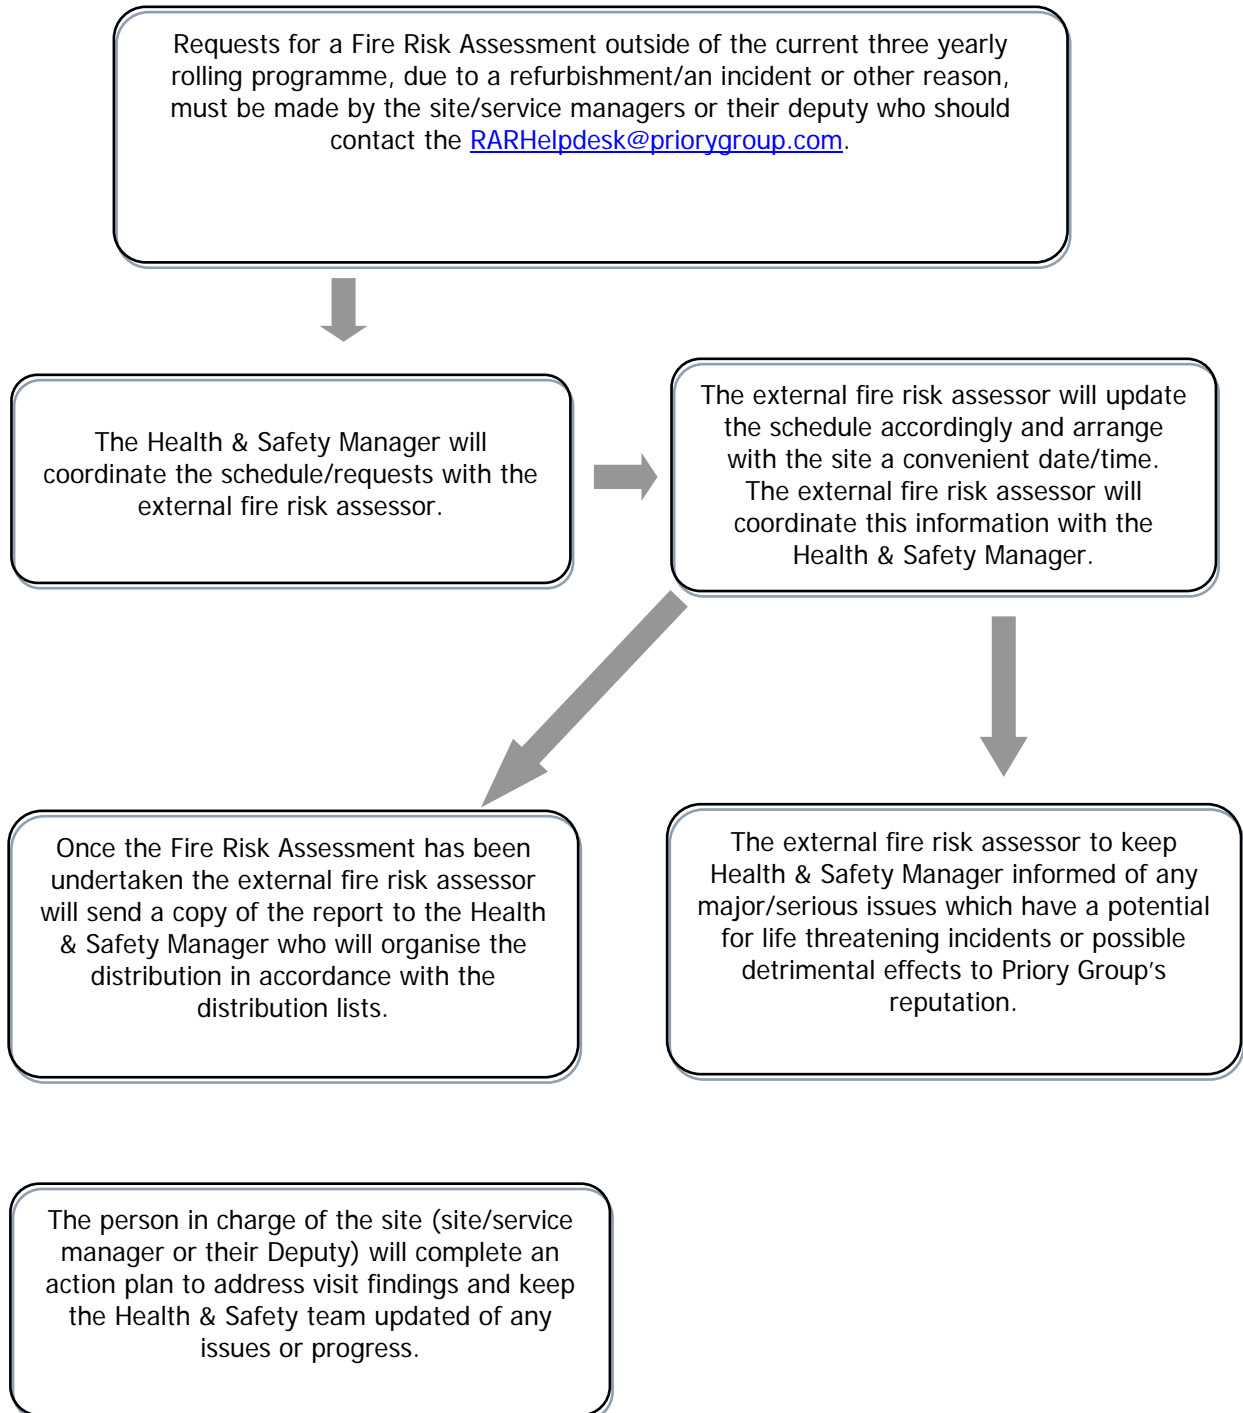 Requests for a Fire Risk Assessment outside of the current three yearly
rolling programme, due to a refurbishment/an incident or other reason,
must be made by the site/service managers or their deputy who should
contact the RARHelpdesk@priorygroup.com.
The Health & Safety Manager will
coordinate the schedule/requests with the
external fire risk assessor.
The external fire risk assessor will update
the schedule accordingly and arrange
with the site a convenient date/time.
The external fire risk assessor will
coordinate this information with the
Health & Safety Manager.
Once the Fire Risk Assessment has been
undertaken the external fire risk assessor
will send a copy of the report to the Health
& Safety Manager who will organise the
distribution in accordance with the
distribution lists.
The external fire risk assessor to keep
Health & Safety Manager informed of any
major/serious issues which have a potential
for life threatening incidents or possible
detrimental effects to Priory Group's
reputation.
The person in charge of the site (site/service
manager or their Deputy) will complete an
action plan to address visit findings and keep
the Health & Safety team updated of any
issues or progress.